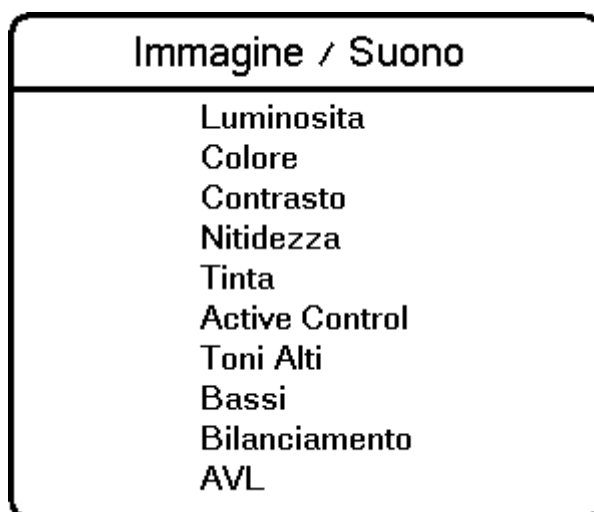 Immagine / Suono
Luminosita
Colore
Contrasto
Nitidezza
Tinta
Active Control
Toni Alti
Bassi
Bilanciamento
AVL